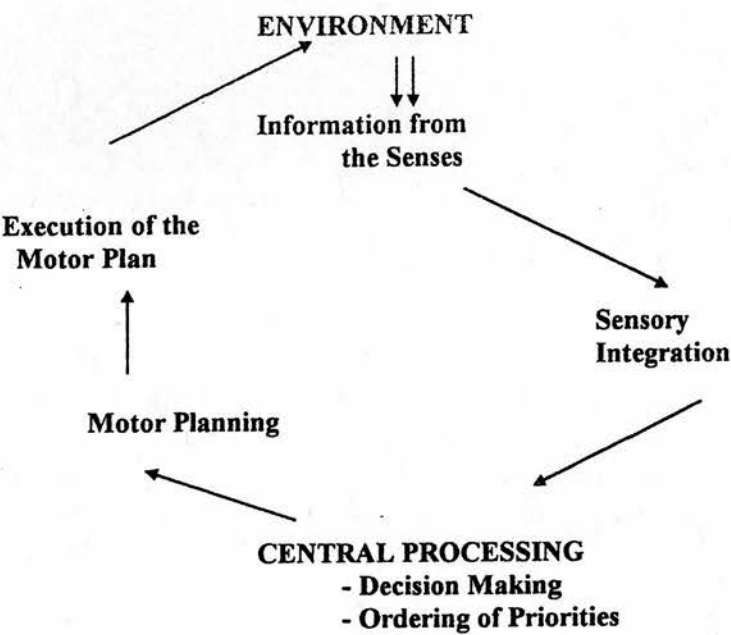 ENVIRONMENT
Information from
the Senses
Execution of the
Motor Plan
Sensory
Integration
Motor Planning
CENTRAL PROCESSING
- Decision Making
- Ordering of Priorities